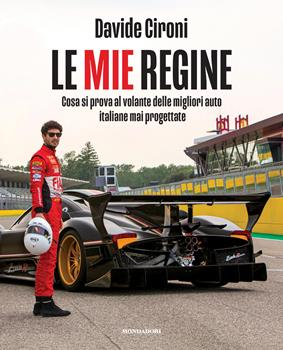 Davide Cironi
LE MIE REGINE
Cosa si prova al volante delle migliori auto
italiane mai progettate
MONDADORI